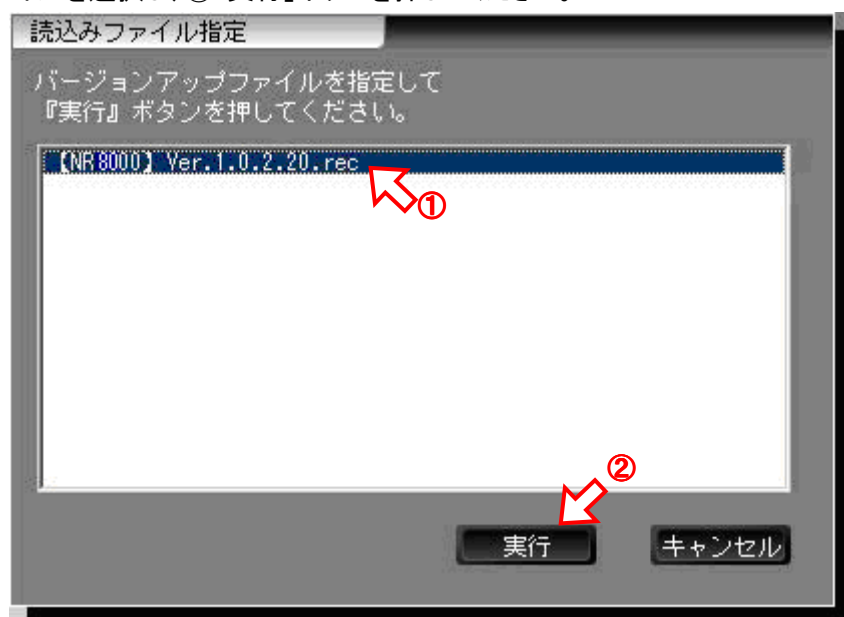 読込みファイル指定
バージョンアップファイルを指定して
『実行』ボタンを押してください。
【NR8000】Ver.1.0.2.20.rec
①
②
実行
キャンセル